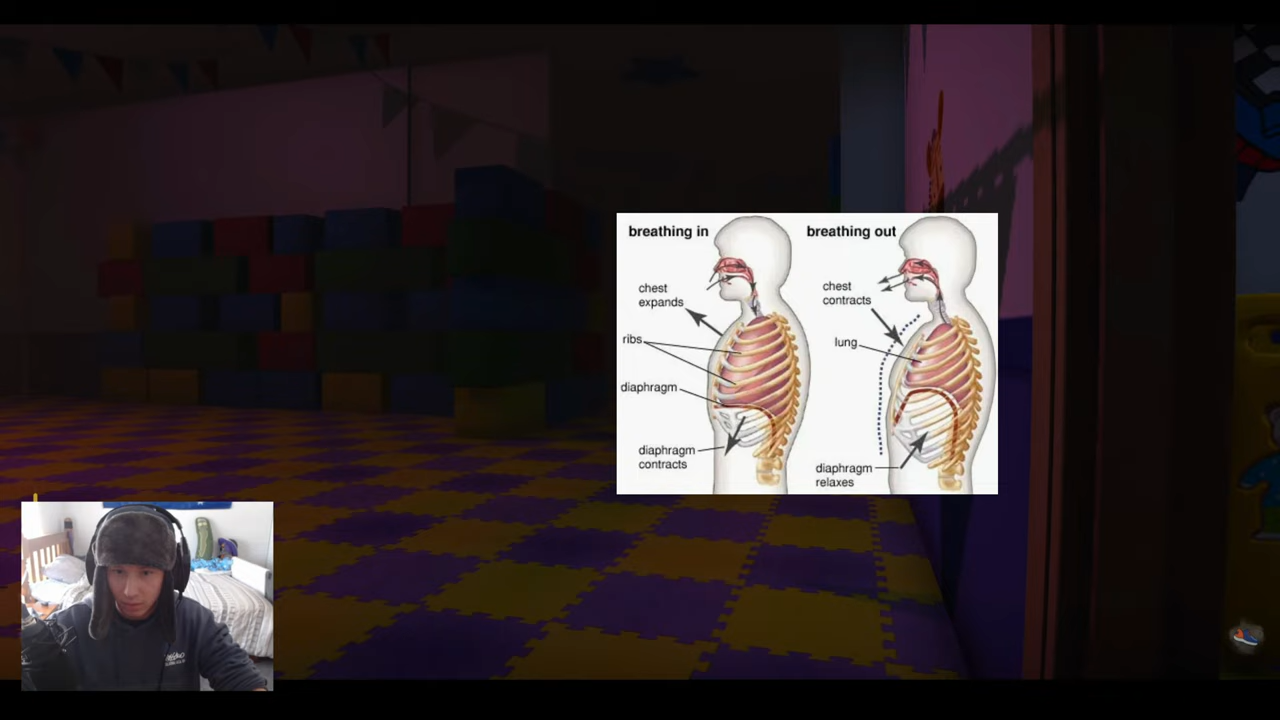 breathing in
breathing out
chest
expands
ribs
diaphragm
diaphragm
contracts
chest
contracts
lung
diaphragm
relaxes